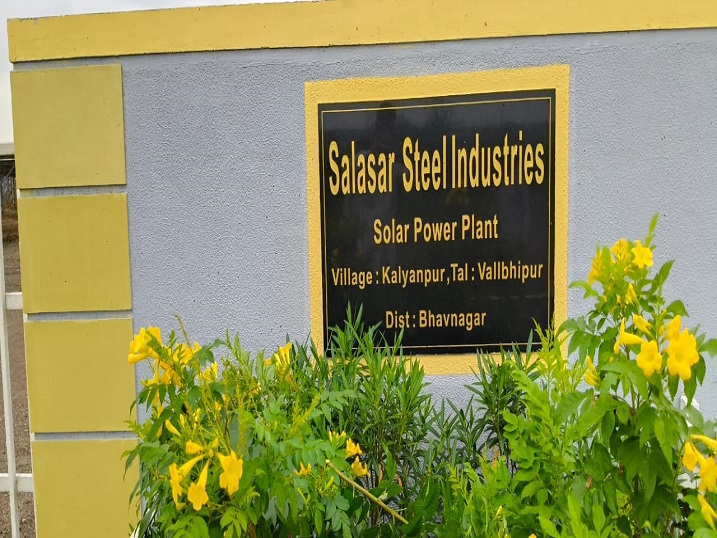 Salasar Steel Industries
Solar Power Plant
Village : Kalyanpur, Tal : Vallbhipur
Dist : Bhavnagar